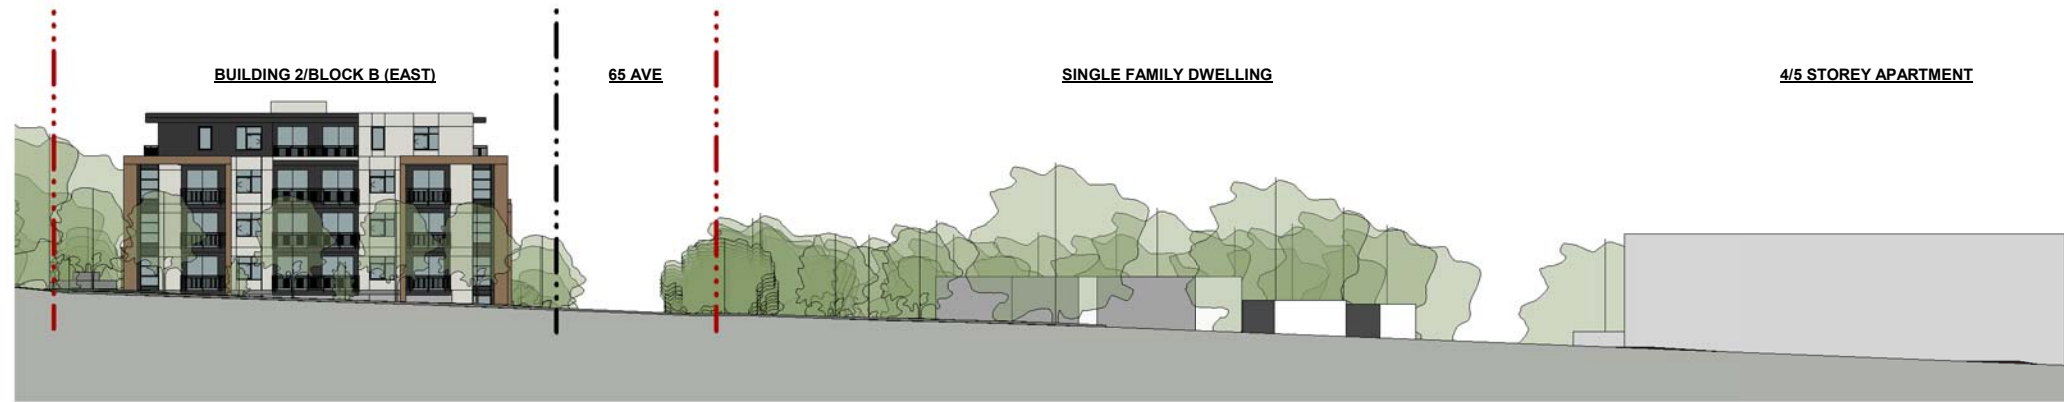 BUILDING 2/BLOCK B (EAST)
65 AVE
SINGLE FAMILY DWELLING
4/5 STOREY APARTMENT